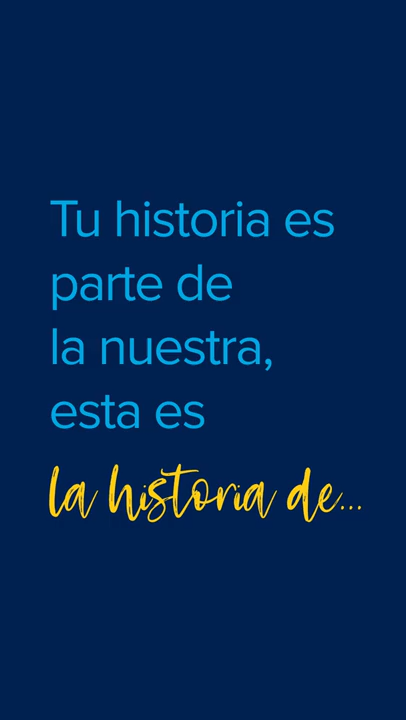 Tu historia es
parte de
la nuestra,
esta es
la historia de...